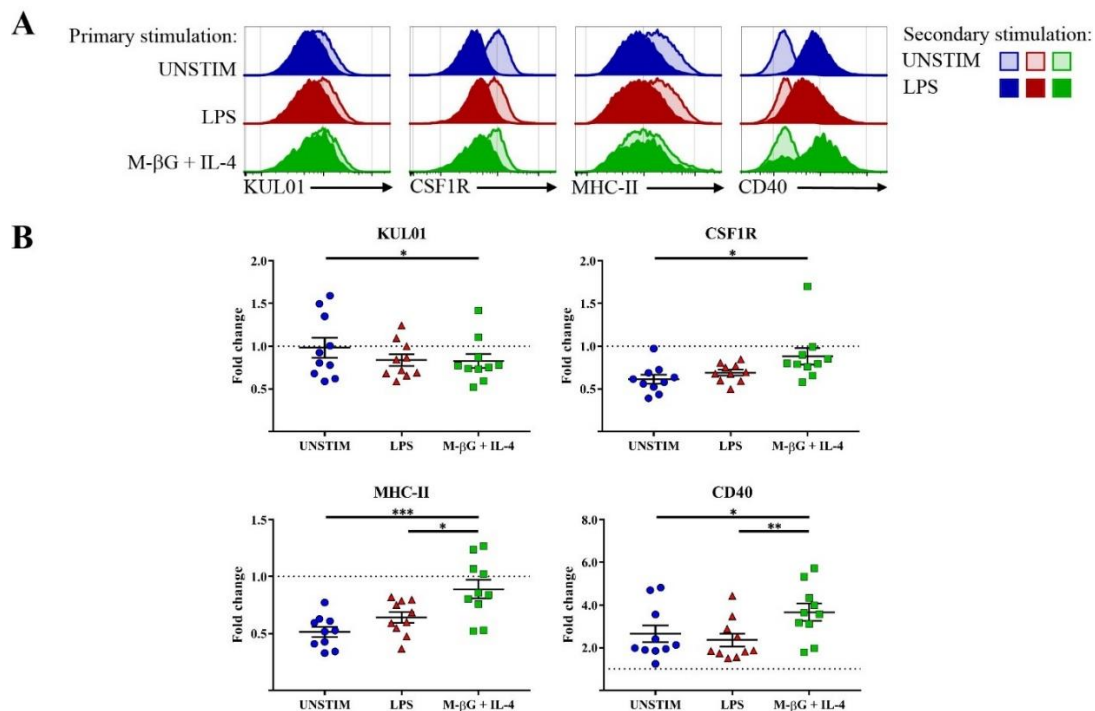 A
Primary stimulation:
UNSTIM
LPS
M-βG + IL-4
KUL01
CSF1R
MHC-II
CD40
Secondary stimulation:
UNSTIM
LPS
B
KUL01
*
2.0
1.5
1.0
0.5
Fold change
UNSTIM
LPS
M-βG + IL-4
CSF1R
*
2.0
1.5
1.0
0.5
Fold change
UNSTIM
LPS
M-βG + IL-4
MHC-II
***
*
1.5
1.0
0.5
Fold change
UNSTIM
LPS
M-βG + IL-4
CD40
*
**
8.0
6.0
4.0
2.0
Fold change
UNSTIM
LPS
M-βG + IL-4